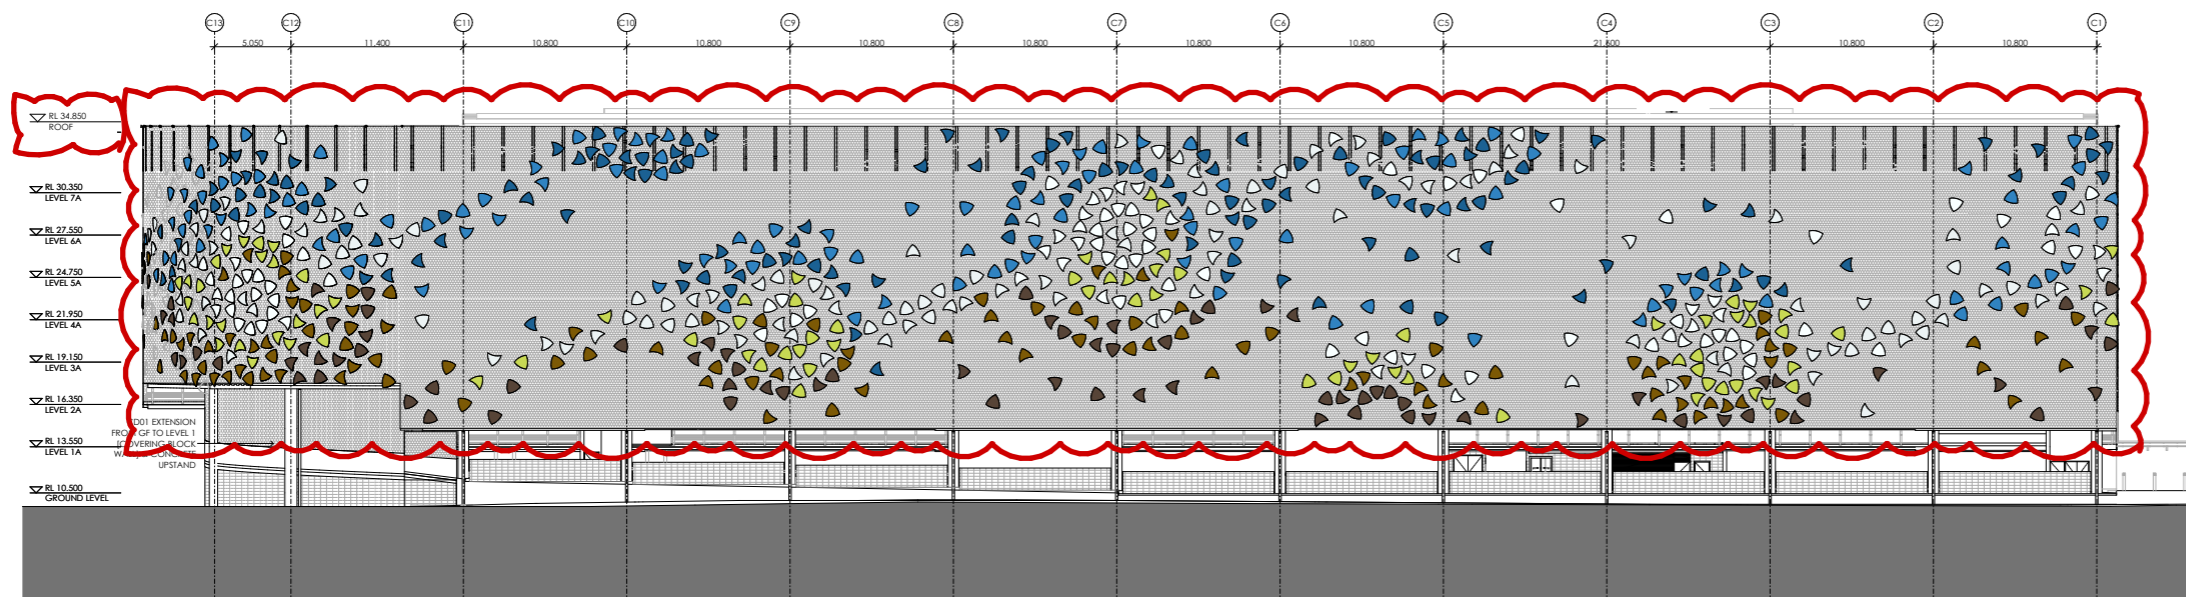 C13 C12 C11 C10 C9 C8 C7 C6 C5 C4 C3 C2 C1
5.050 11.400 10.800 10.800 10.800 10.800 10.800 10.800 21.600 10.800 10.800
RL 34.850
ROOF
RL 30.350
LEVEL 7A
RL 27.550
LEVEL 6A
RL 24.750
LEVEL 5A
RL 21.950
LEVEL 4A
RL 19.150
LEVEL 3A
RL 16.350
LEVEL 2A
EXTENSION
FROM GF TO LEVEL 1
BLOCK
RL 13.550
LEVEL 1A
CONCRETE
UPSTAND
RL 10.500
GROUND LEVEL